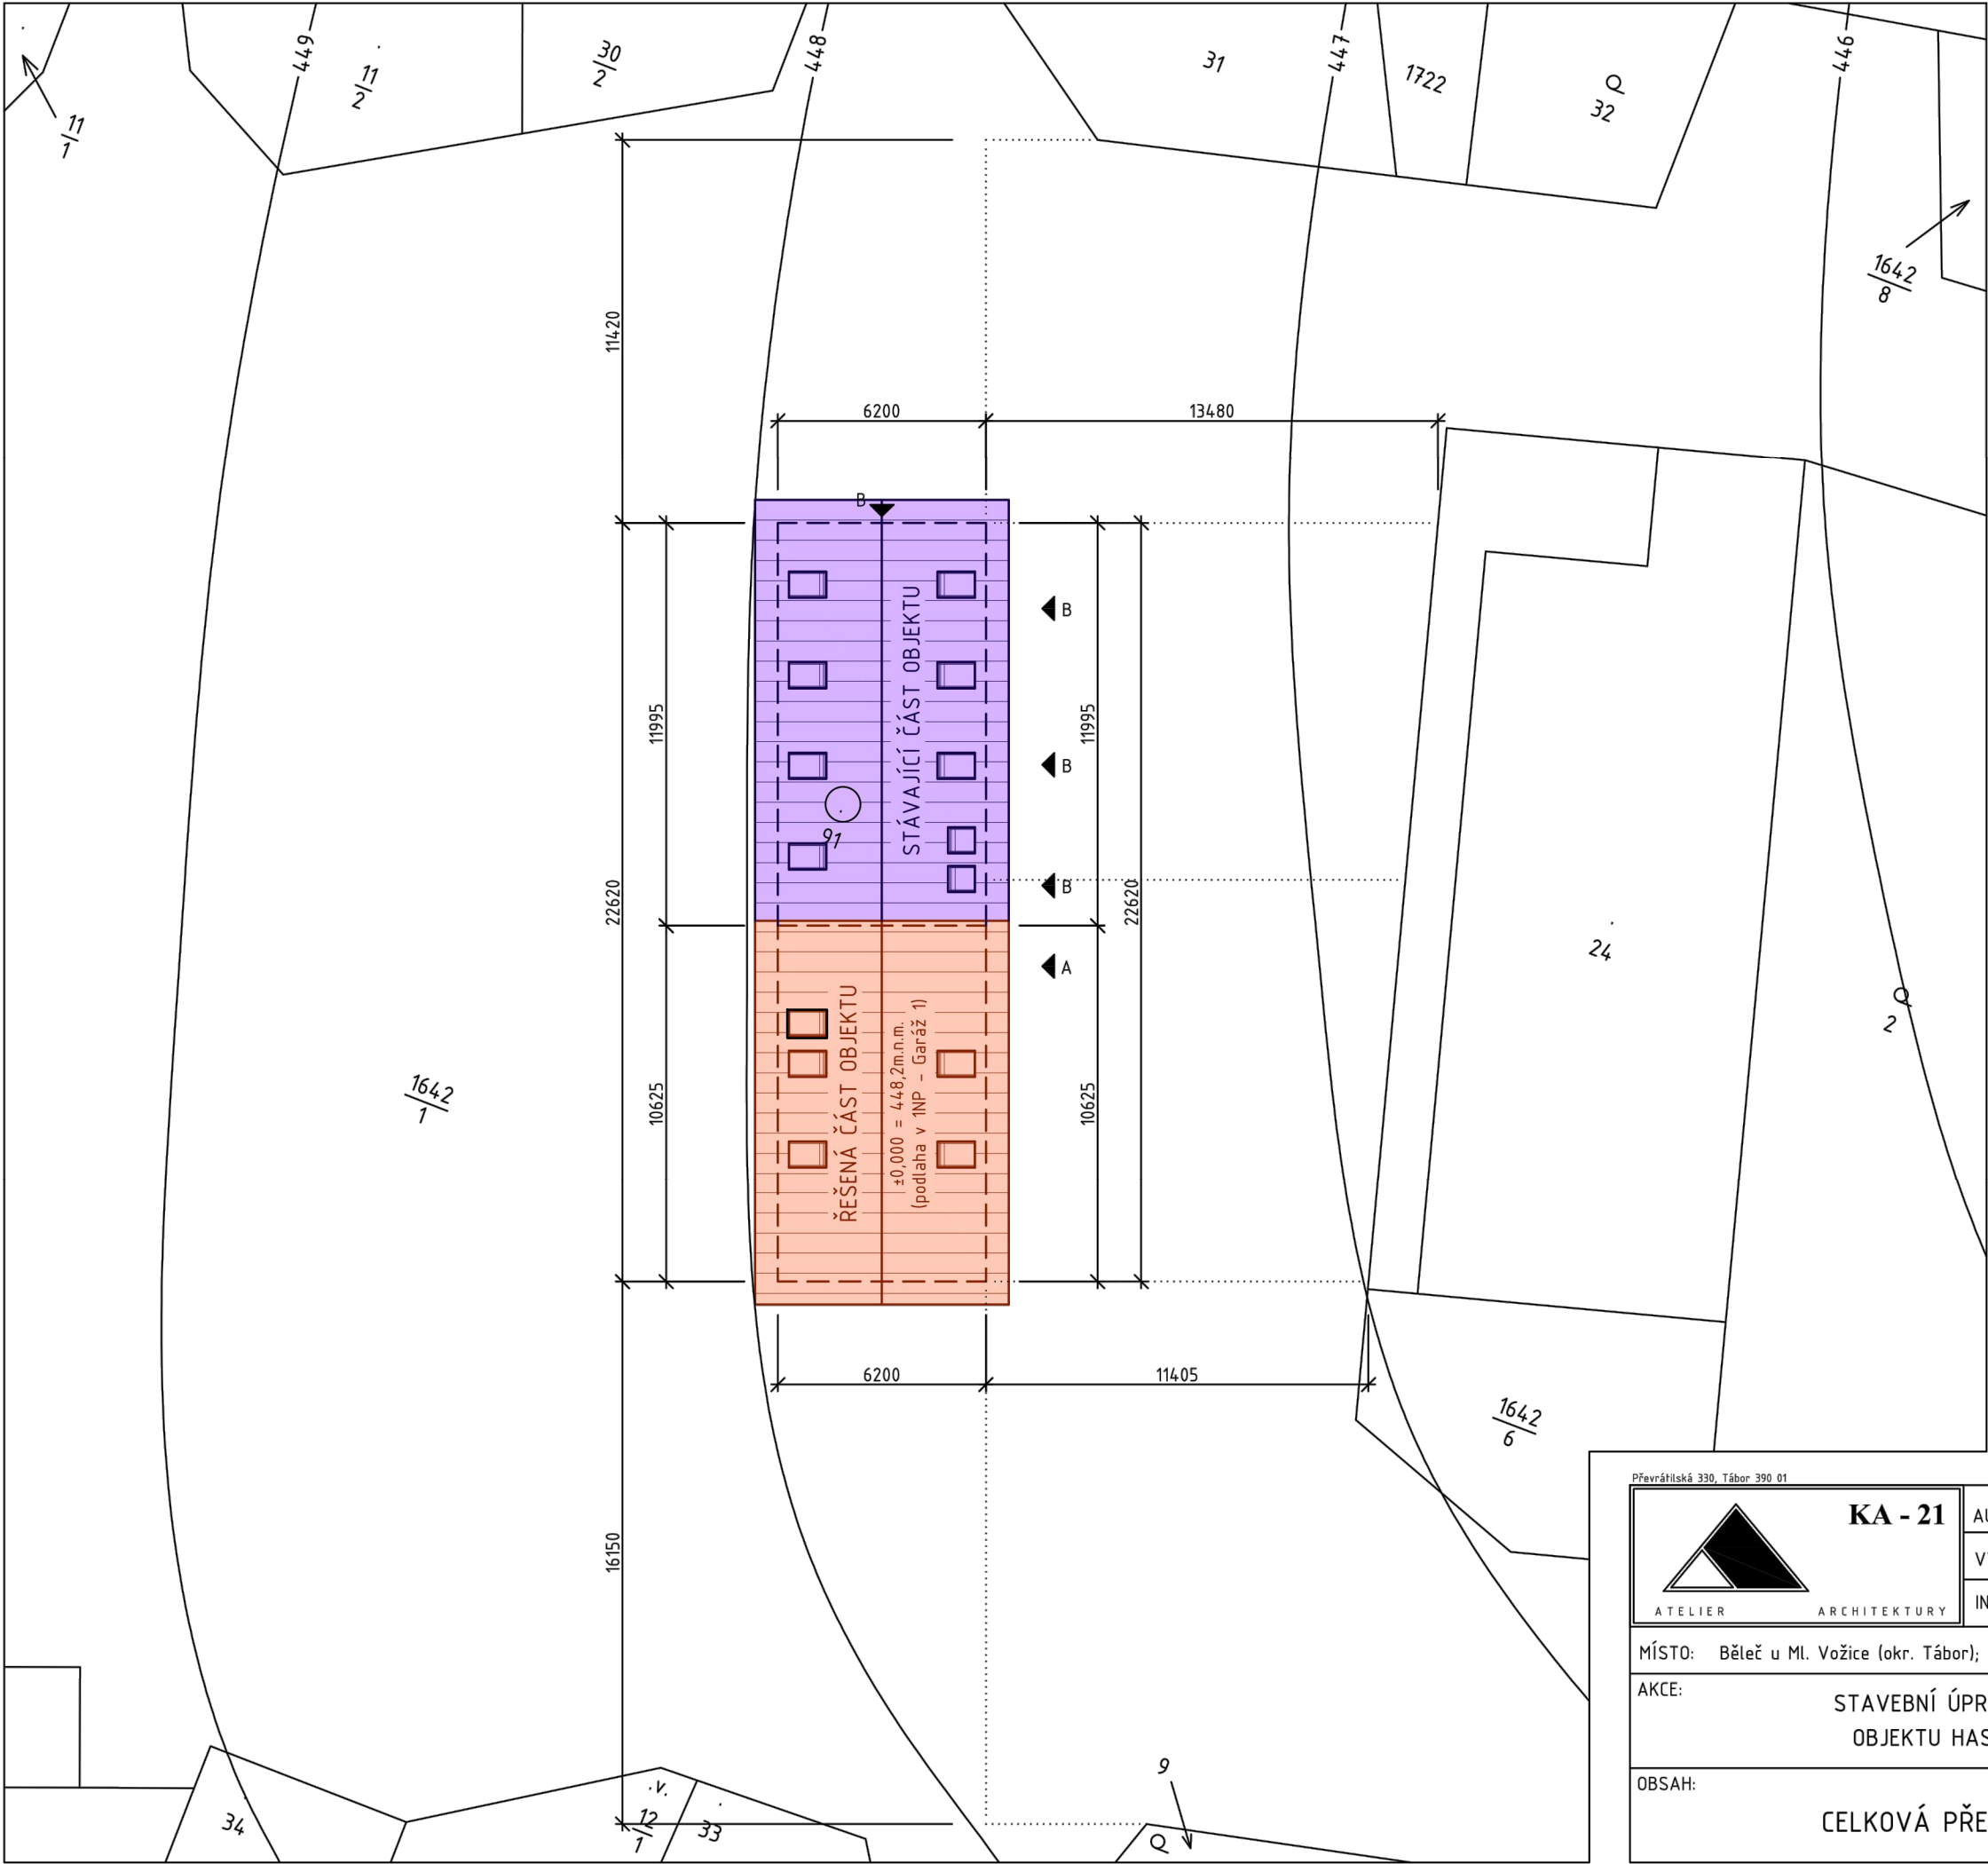 449
448
447
446
11
1
11
2
30
2
31
1722
32
1642
8
11420
6200
13480
B
STÁVAJÍCÍ ČÁST OBJEKTU
B
11995
11995
B
91
22620
22620
B
A
24
2
ŘEŠENÁ ČÁST OBJEKTU
±0,000 = 448,2m.n.m.
(podlaha v 1NP - Garáž 1)
1642
1
10625
10625
6200
11405
1642
6
16150
Převrátilská 330, Tábor 390 01
KA - 21
ATELIER ARCHITEKTURY
AU
V
IN
MÍSTO: Běleč u Ml. Vožice (okr. Tábor);
AKCE:
STAVEBNÍ ÚPR
OBJEKTU HAS
OBSAH:
CELKOVÁ PŘE
34
.v.
12
1
33
9